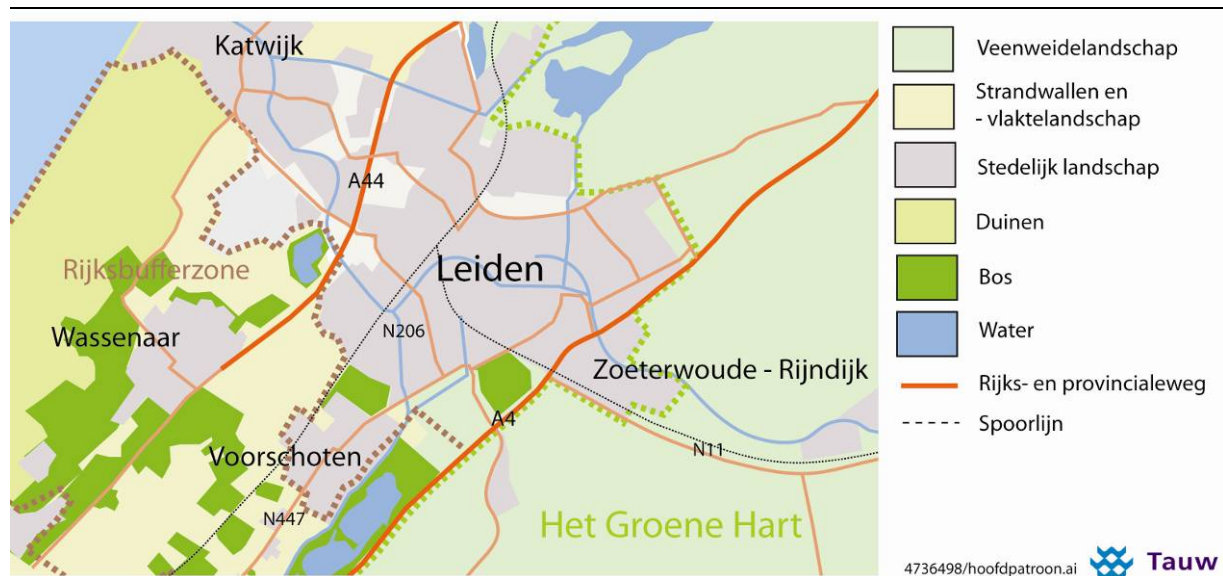 Katwijk
A44
Rijksbufferzone
Leiden
Wassenaar
N206
Zoeterwoude - Rijndijk
A4
Voorschoten
N11
N447
Het Groene Hart
Veenweidelandschap
Strandwallen en
- vlaktelandschap
Stedelijk landschap
Duinen
Bos
Water
Rijks- en provincialeweg
Spoorlijn
4736498/hoofdpatroon.ai
Tauw